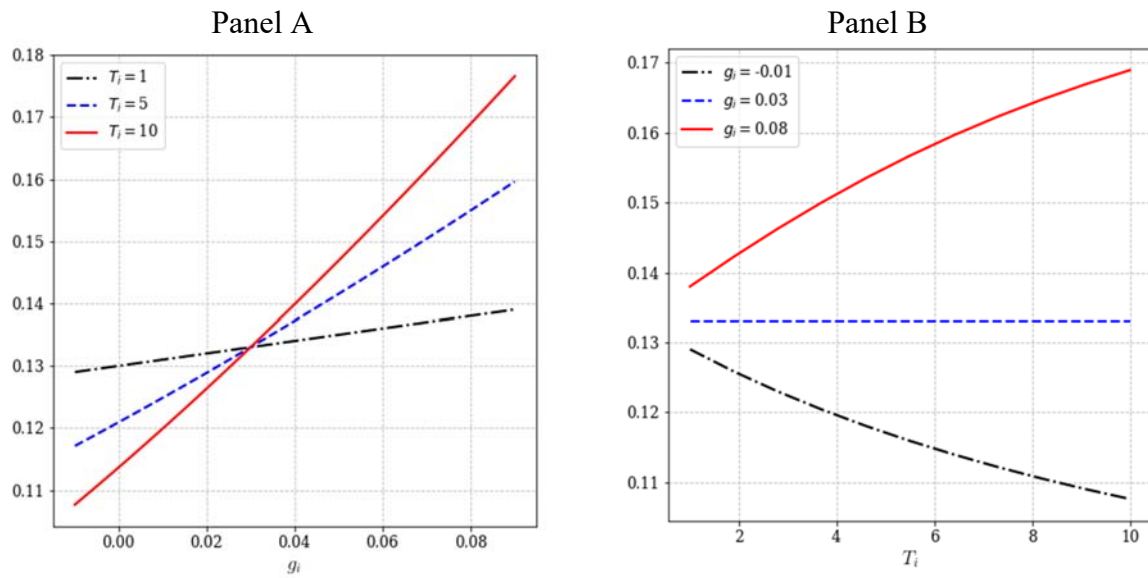 Panel A
0.18
0.17
0.16
0.15
0.14
0.13
0.12
0.11
T_i = 1
T_i = 5
T_i = 10
0.00 0.02 0.04 0.06 0.08
g_i
Panel B
0.17
0.16
0.15
0.14
0.13
0.12
0.11
g_i = -0.01
g_i = 0.03
g_i = 0.08
2 4 6 8 10
T_i